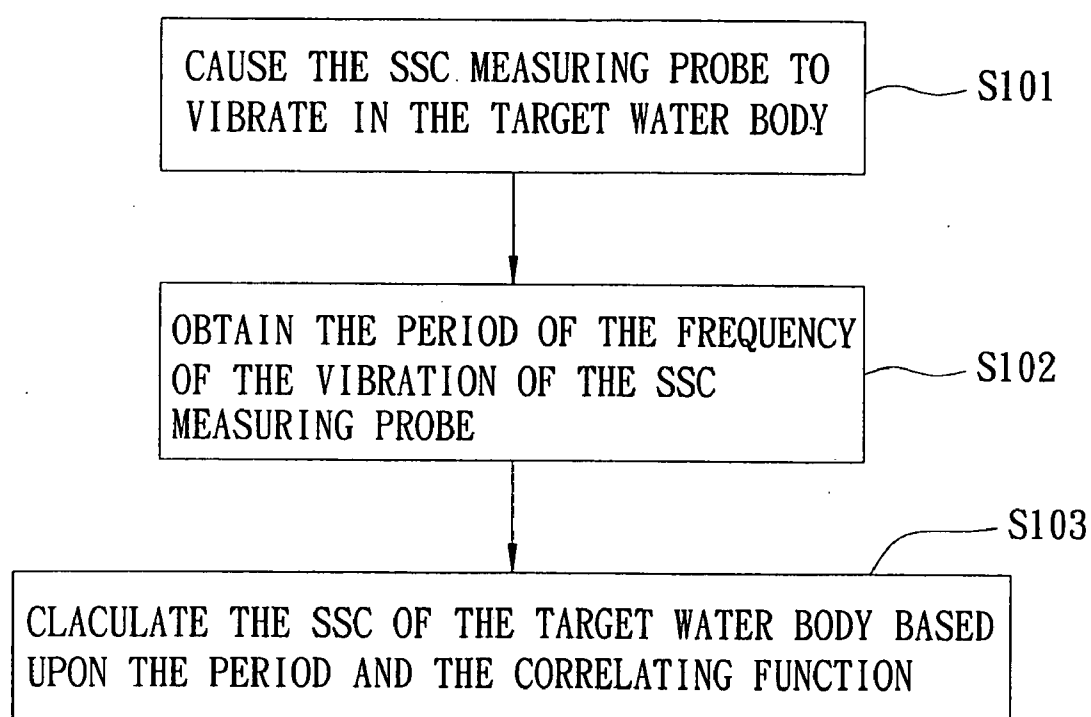 CAUSE THE SSC MEASURING PROBE TO
VIBRATE IN THE TARGET WATER BODY
S101
OBTAIN THE PERIOD OF THE FREQUENCY
OF THE VIBRATION OF THE SSC
MEASURING PROBE
S102
S103
CLACULATE THE SSC OF THE TARGET WATER BODY BASED
UPON THE PERIOD AND THE CORRELATING FUNCTION